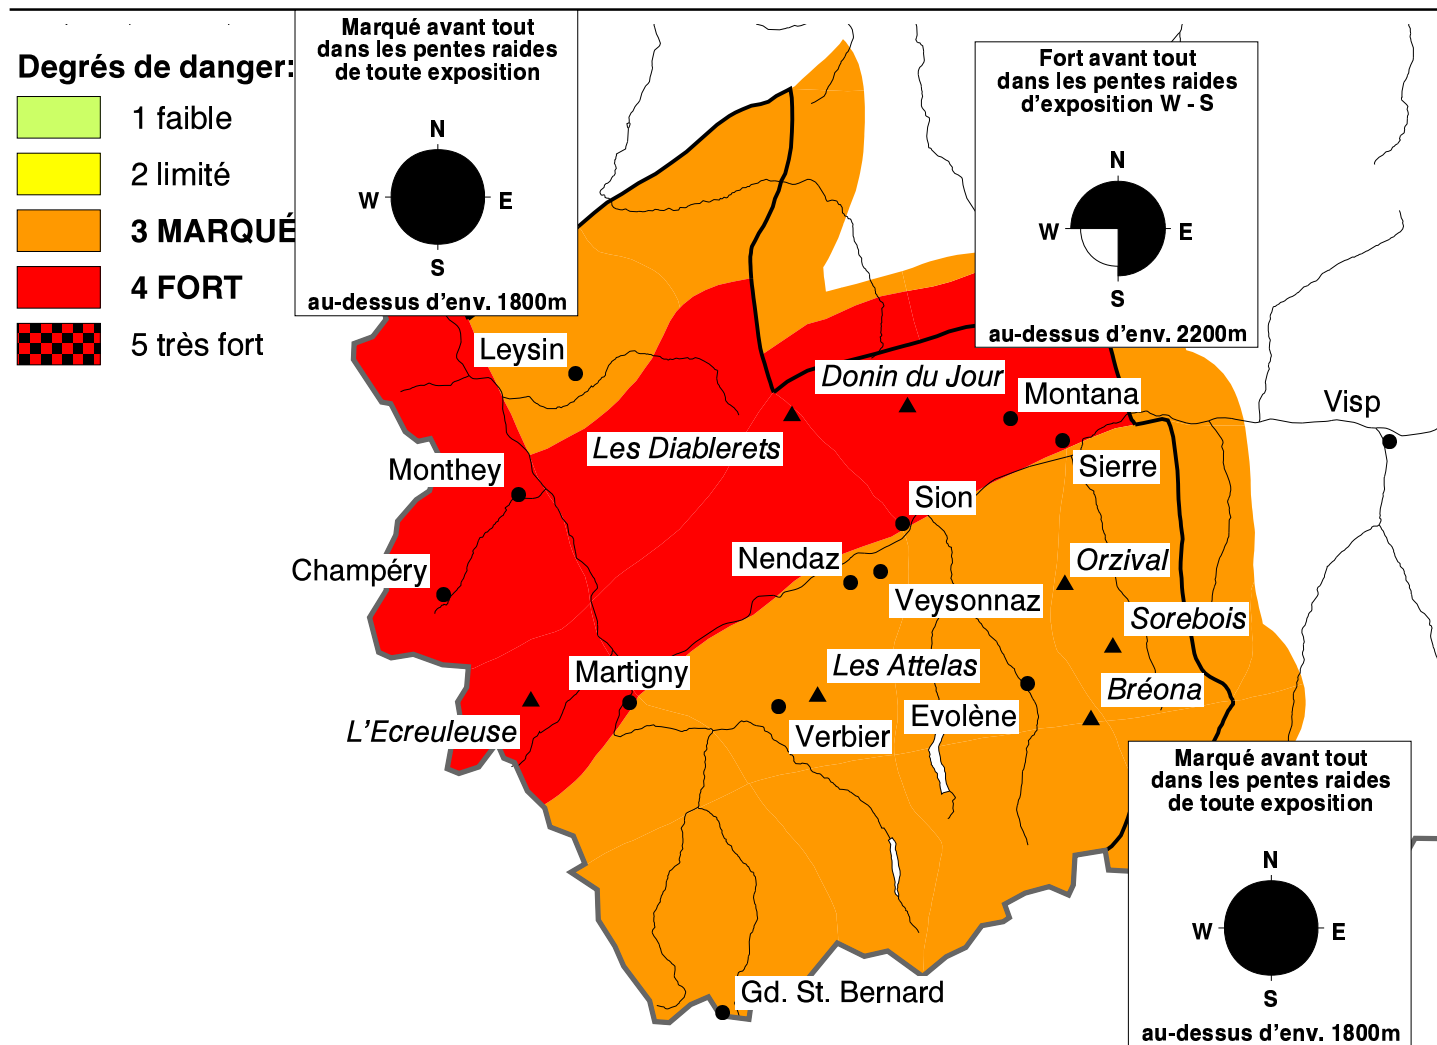 Degrés de danger:
1 faible
2 limité
3 MARQUÉ
4 FORT
5 très fort
Marqué avant tout
dans les pentes raides
de toute exposition
N
W E
S
au-dessus d'env. 1800m
Fort avant tout
dans les pentes raides
d'exposition W - S
N
W E
S
au-dessus d'env. 2200m
Leysin
Donin du Jour
Montana
Visp
Les Diablerets
Monthey
Sierre
Sion
Nendaz
Orzival
Champéry
Veysonnaz
Sorebois
Les Attelas
Martigny
Bréona
Evolène
L'Ecreuleuse
Verbier
Gd. St. Bernard
Marqué avant tout
dans les pentes raides
de toute exposition
N
W E
S
au-dessus d'env. 1800m